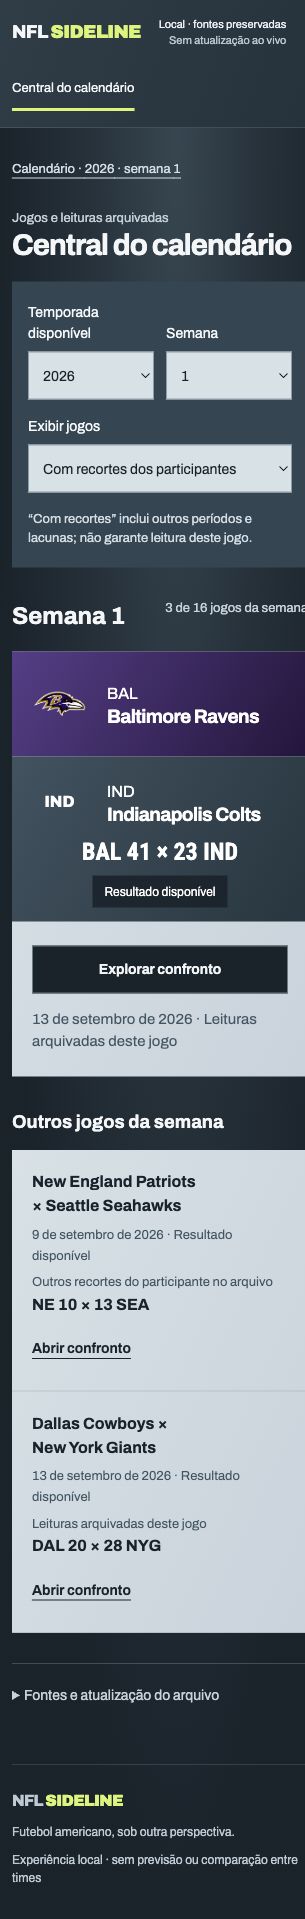 NFL SIDELINE
Local · fontes preservadas
Sem atualização ao vivo
Central do calendário
Calendário · 2026 · semana 1
Jogos e leituras arquivadas
Central do calendário
Temporada
disponível
Semana
2026
1
Exibir jogos
Com recortes dos participantes
“Com recortes” inclui outros períodos e
lacunas; não garante leitura deste jogo.
Semana 1
3 de 16 jogos da semana
BAL
Baltimore Ravens
IND
IND
Indianapolis Colts
BAL 41 × 23 IND
Resultado disponível
Explorar confronto
13 de setembro de 2026 · Leituras
arquivadas deste jogo
Outros jogos da semana
New England Patriots
× Seattle Seahawks
9 de setembro de 2026 · Resultado
disponível
Outros recortes do participante no arquivo
NE 10 × 13 SEA
Abrir confronto
Dallas Cowboys ×
New York Giants
13 de setembro de 2026 · Resultado
disponível
Leituras arquivadas deste jogo
DAL 20 × 28 NYG
Abrir confronto
Fontes e atualização do arquivo
NFL SIDELINE
Futebol americano, sob outra perspectiva.
Experiência local · sem previsão ou comparação entre
times